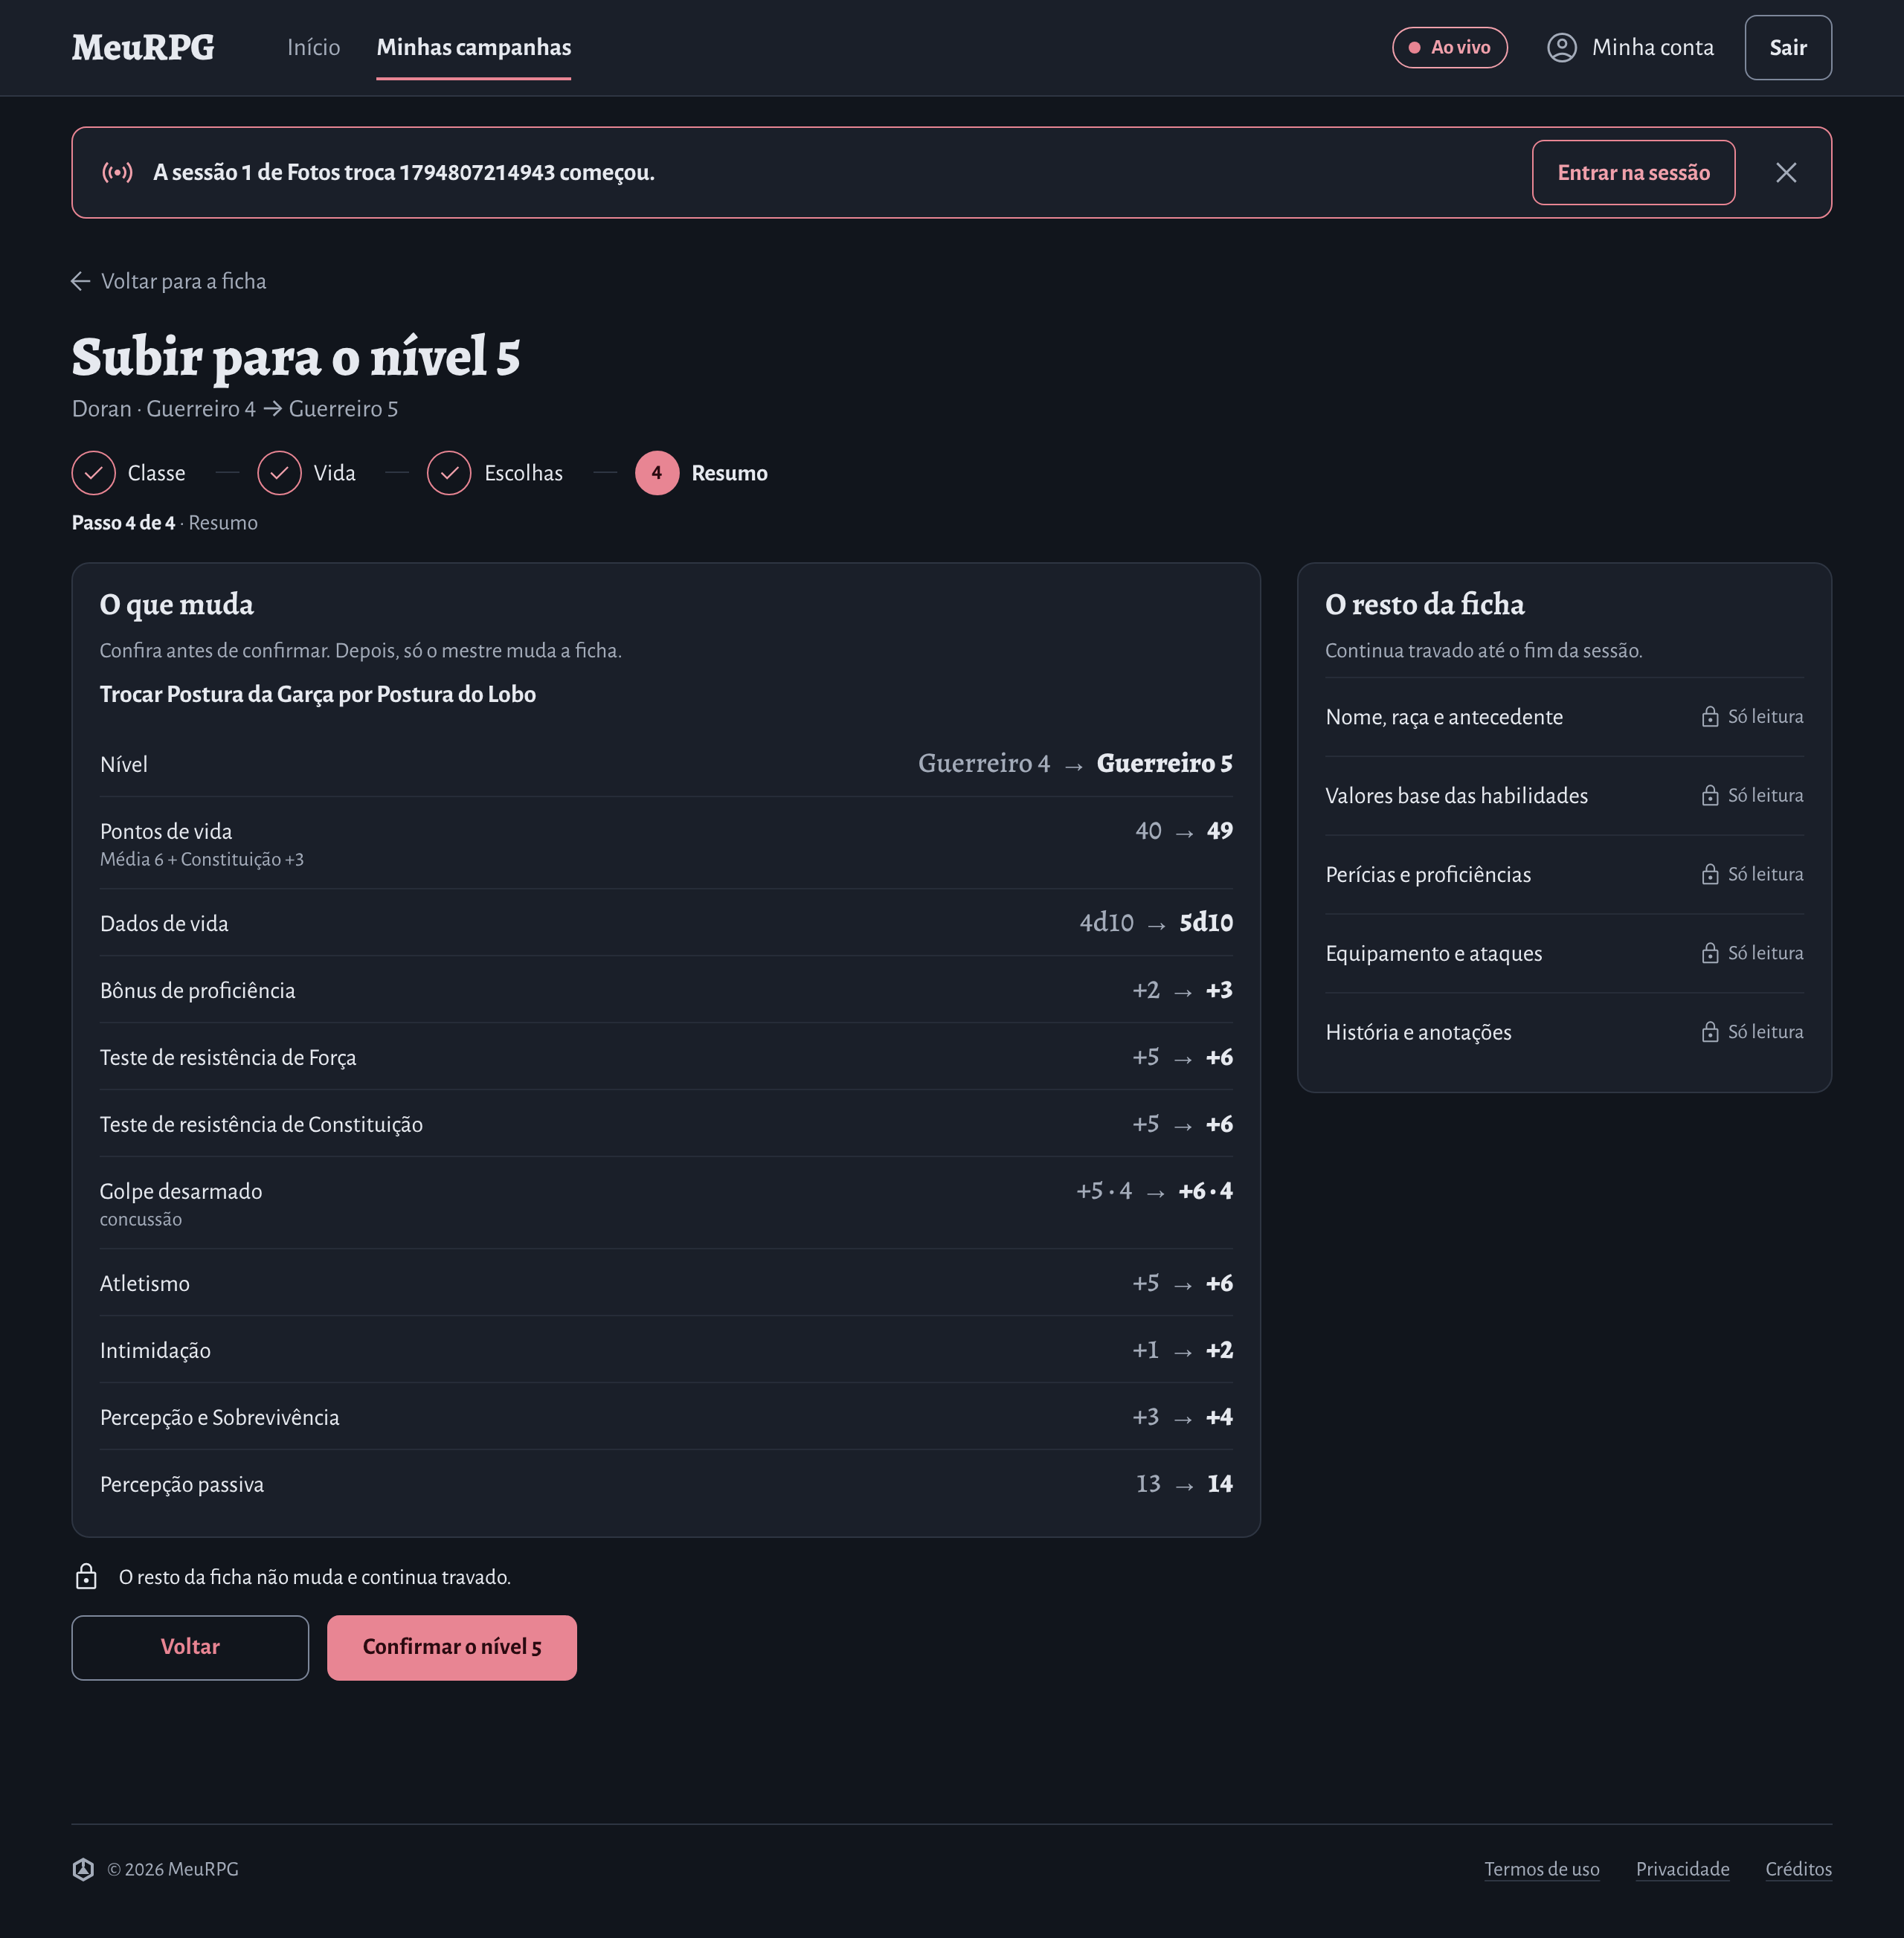 MeuRPG
Início
Minhas campanhas
Ao vivo
Minha conta
Sair
A sessão 1 de Fotos troca 1794807214943 começou.
Entrar na sessão
Voltar para a ficha
Subir para o nível 5
Doran · Guerreiro 4 → Guerreiro 5
Classe
Vida
Escolhas
4 Resumo
Passo 4 de 4 · Resumo
O que muda
Confira antes de confirmar. Depois, só o mestre muda a ficha.
Trocar Postura da Garça por Postura do Lobo
Nível Guerreiro 4 → Guerreiro 5
Pontos de vida 40 → 49
Média 6 + Constituição +3
Dados de vida 4d10 → 5d10
Bônus de proficiência +2 → +3
Teste de resistência de Força +5 → +6
Teste de resistência de Constituição +5 → +6
Golpe desarmado +5 · 4 → +6 · 4
concussão
Atletismo +5 → +6
Intimidação +1 → +2
Percepção e Sobrevivência +3 → +4
Percepção passiva 13 → 14
O resto da ficha
Continua travado até o fim da sessão.
Nome, raça e antecedente Só leitura
Valores base das habilidades Só leitura
Perícias e proficiências Só leitura
Equipamento e ataques Só leitura
História e anotações Só leitura
O resto da ficha não muda e continua travado.
Voltar
Confirmar o nível 5
© 2026 MeuRPG
Termos de uso
Privacidade
Créditos